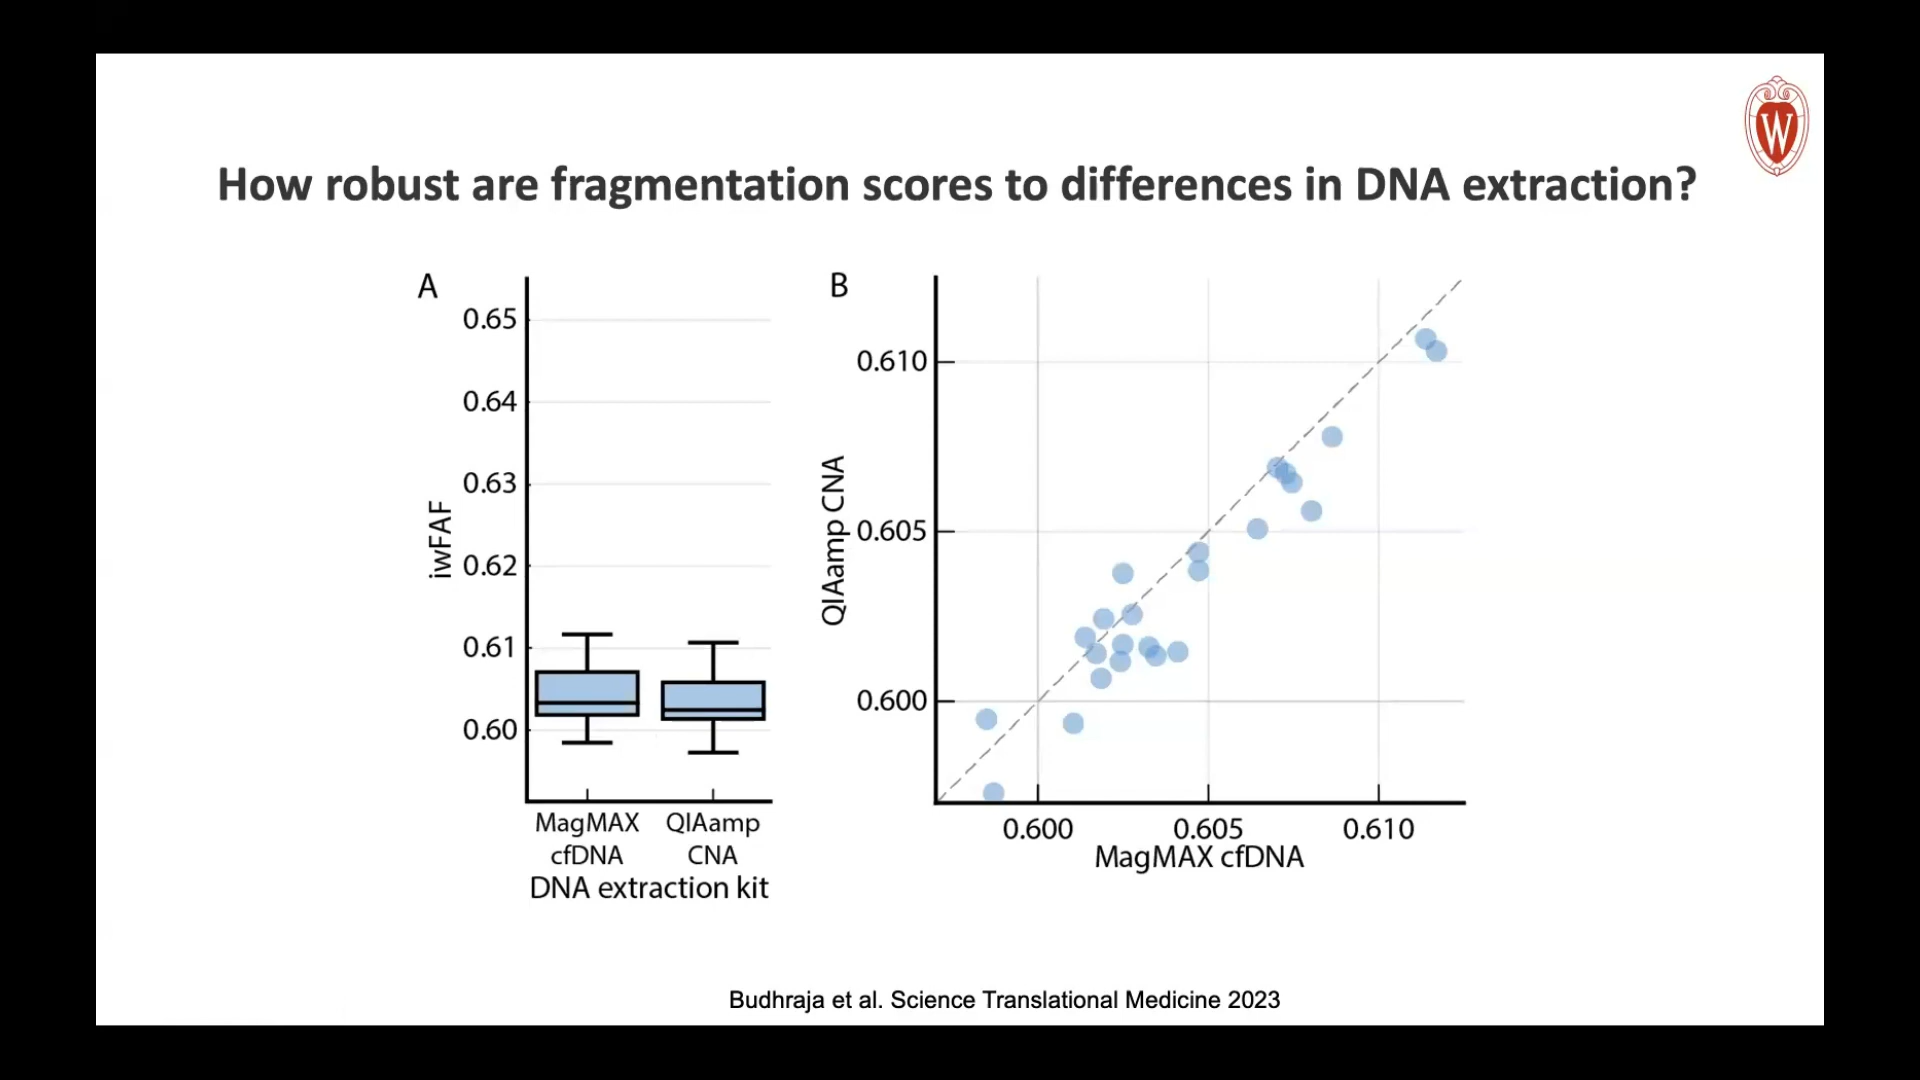 W
How robust are fragmentation scores to differences in DNA extraction?
A
0.65
0.64
0.63
0.62
0.61
0.60
iwFAF
MagMAX cfDNA
QIAamp CNA
DNA extraction kit
B
0.610
0.605
0.600
QIAamp CNA
0.600 0.605 0.610
MagMAX cfDNA
Budhraja et al. Science Translational Medicine 2023